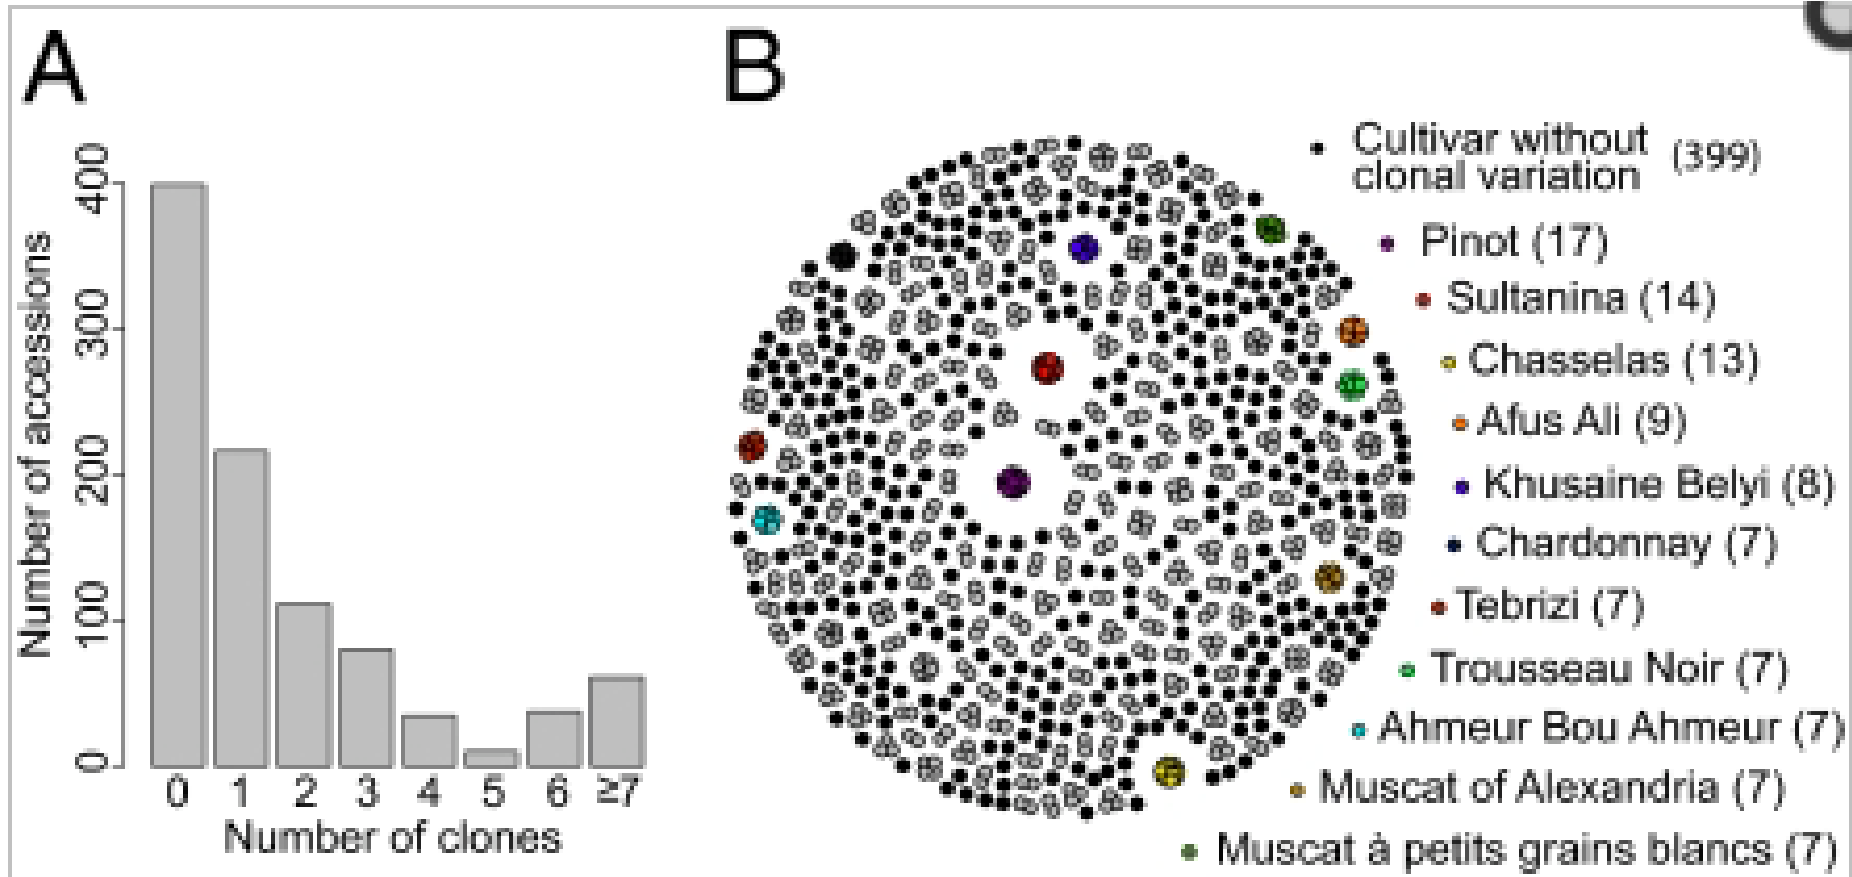 A
B
Number of accessions
400
300
200
100
0
0 1 2 3 4 5 6 ≥7
Number of clones
Cultivar without
clonal variation (399)
Pinot (17)
Sultanina (14)
Chasselas (13)
Afus Ali (9)
Khusaine Belyi (8)
Chardonnay (7)
Tebrizi (7)
Trousseau Noir (7)
Ahmeur Bou Ahmeur (7)
Muscat of Alexandria (7)
Muscat à petits grains blancs (7)